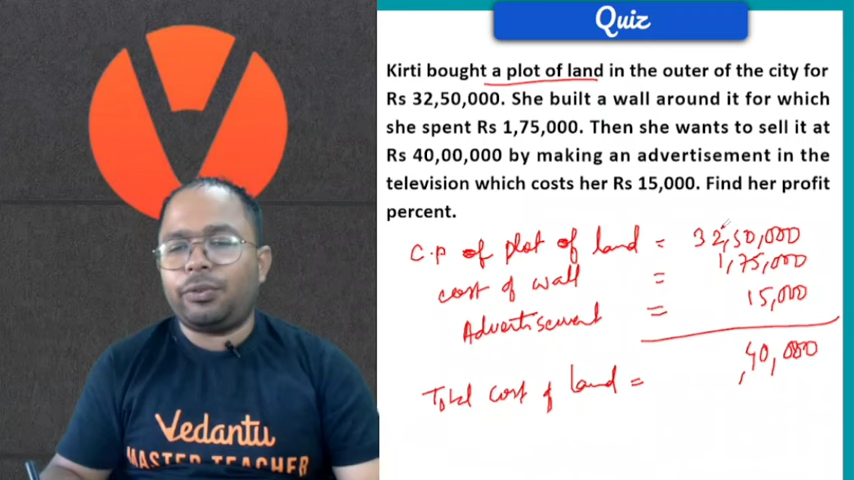 Quiz
Kirti bought a plot of land in the outer of the city for
Rs 32,50,000. She built a wall around it for which
she spent Rs 1,75,000. Then she wants to sell it at
Rs 40,00,000 by making an advertisement in the
television which costs her Rs 15,000. Find her profit
percent.
C.P of plot of land = 32,50,000
cost of wall = 1,75,000
Advertisement = 15,000
Total cost of land = ,40,000
Vedantu
MASTER TEACHER